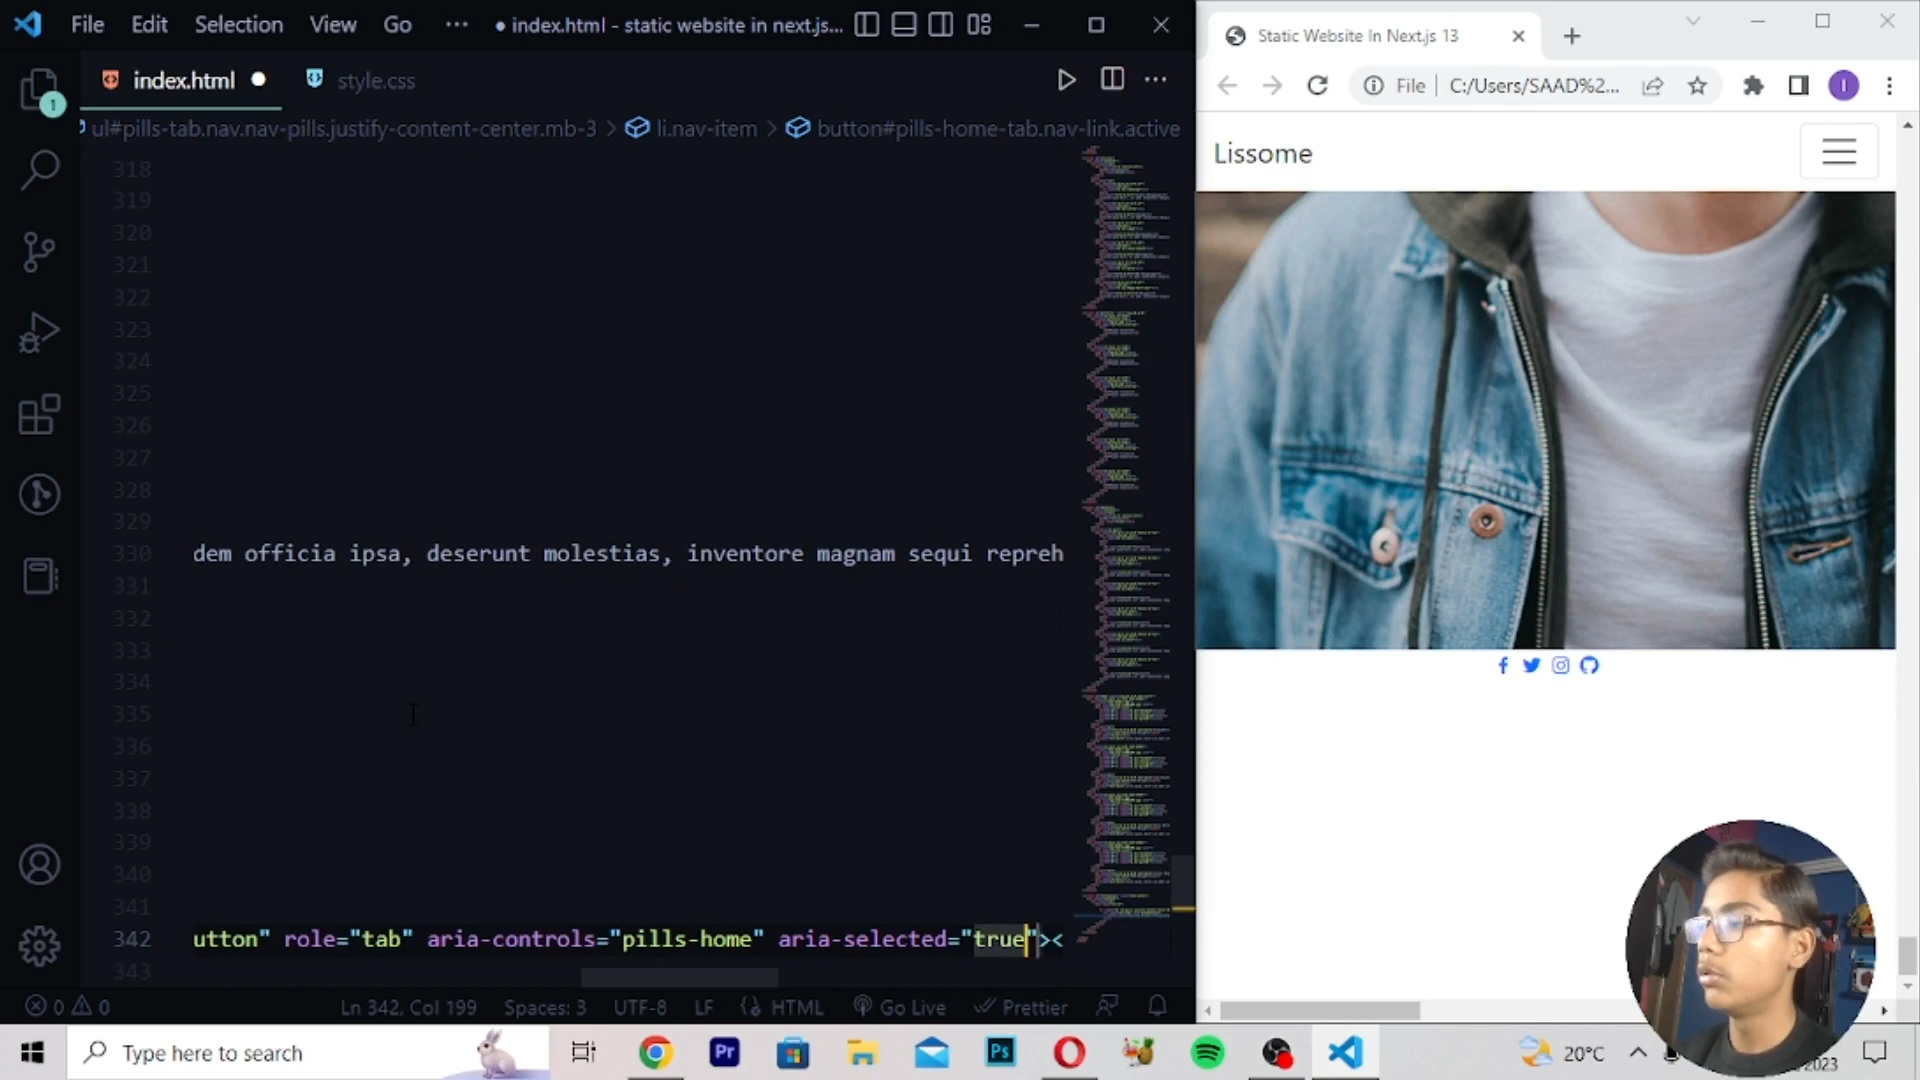 File Edit Selection View Go ··· ● index.html - static website in next.js...
index.html ● style.css
ul#pills-tab.nav.nav-pills.justify-content-center.mb-3 > li.nav-item > button#pills-home-tab.nav-link.active
318
319
320
321
322
323
324
325
326
327
328
329
330 dem officia ipsa, deserunt molestias, inventore magnam sequi repreh
331
332
333
334
335
336
337
338
339
340
341
342 utton" role="tab" aria-controls="pills-home" aria-selected="true"><
343
1
0 0 Ln 342, Col 199 Spaces: 3 UTF-8 LF {} HTML Go Live Prettier
Static Website In Next.js 13
File C:/Users/SAAD%2... I
Lissome
Type here to search
Pr
Ps
20°C
2023